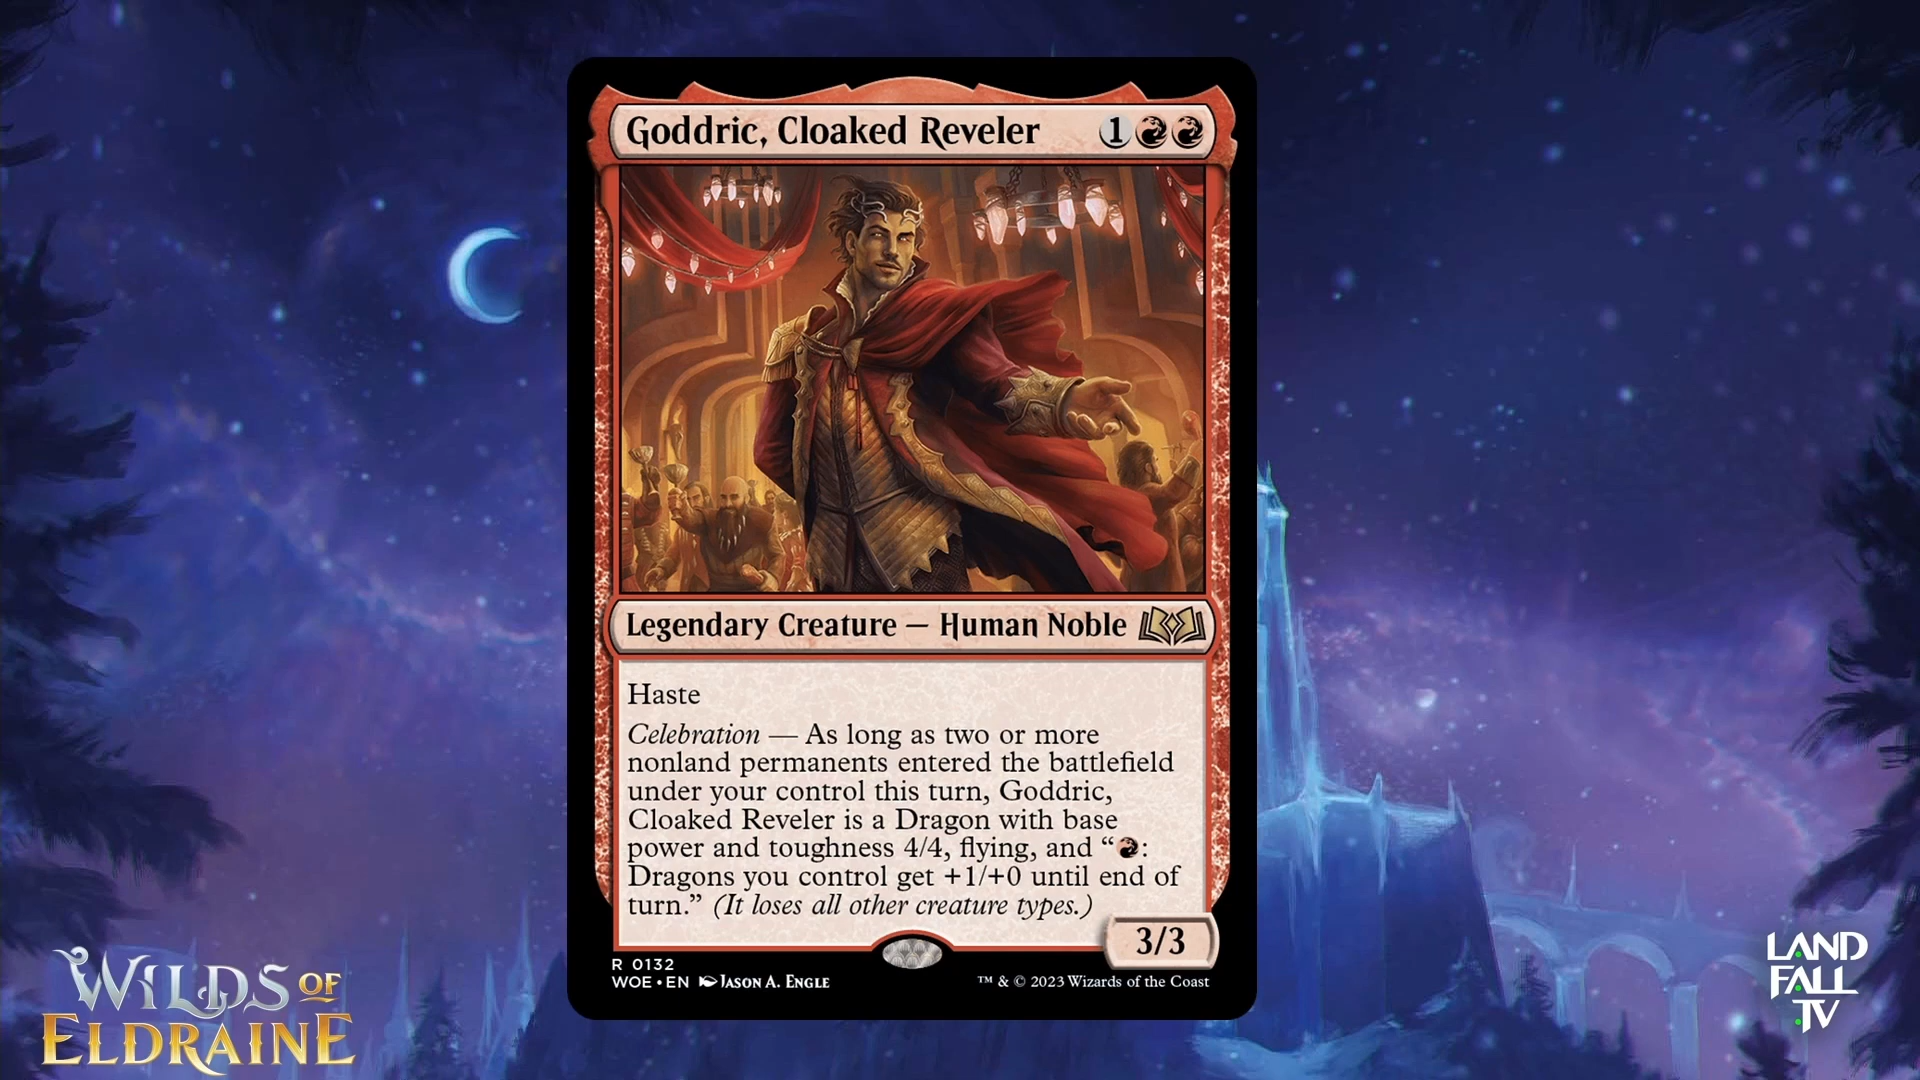 Goddric, Cloaked Reveler 1
Legendary Creature — Human Noble
Haste
Celebration — As long as two or more
nonland permanents entered the battlefield
under your control this turn, Goddric,
Cloaked Reveler is a Dragon with base
power and toughness 4/4, flying, and “ :
Dragons you control get +1/+0 until end of
turn.” (It loses all other creature types.)
3/3
R 0132
WOE • EN JASON A. ENGLE
™ & © 2023 Wizards of the Coast
WILDS OF
ELDRAINE
LAND
FALL
.TV